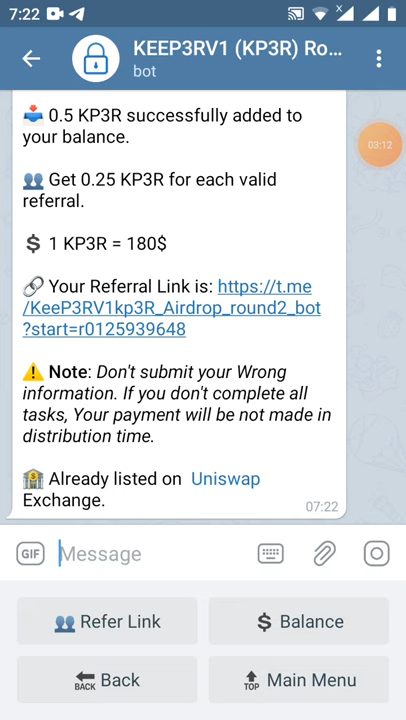 7:22
KEEP3RV1 (KP3R) Ro...
bot
0.5 KP3R successfully added to
your balance.
03:12
Get 0.25 KP3R for each valid
referral.
$ 1 KP3R = 180$
Your Referral Link is: https://t.me
/KeeP3RV1kp3R_Airdrop_round2_bot
?start=r0125939648
Note: Don't submit your Wrong
information. If you don't complete all
tasks, Your payment will be not made in
distribution time.
Already listed on Uniswap
Exchange.
07:22
GIF Message
Refer Link
$ Balance
BACK Back
TOP Main Menu